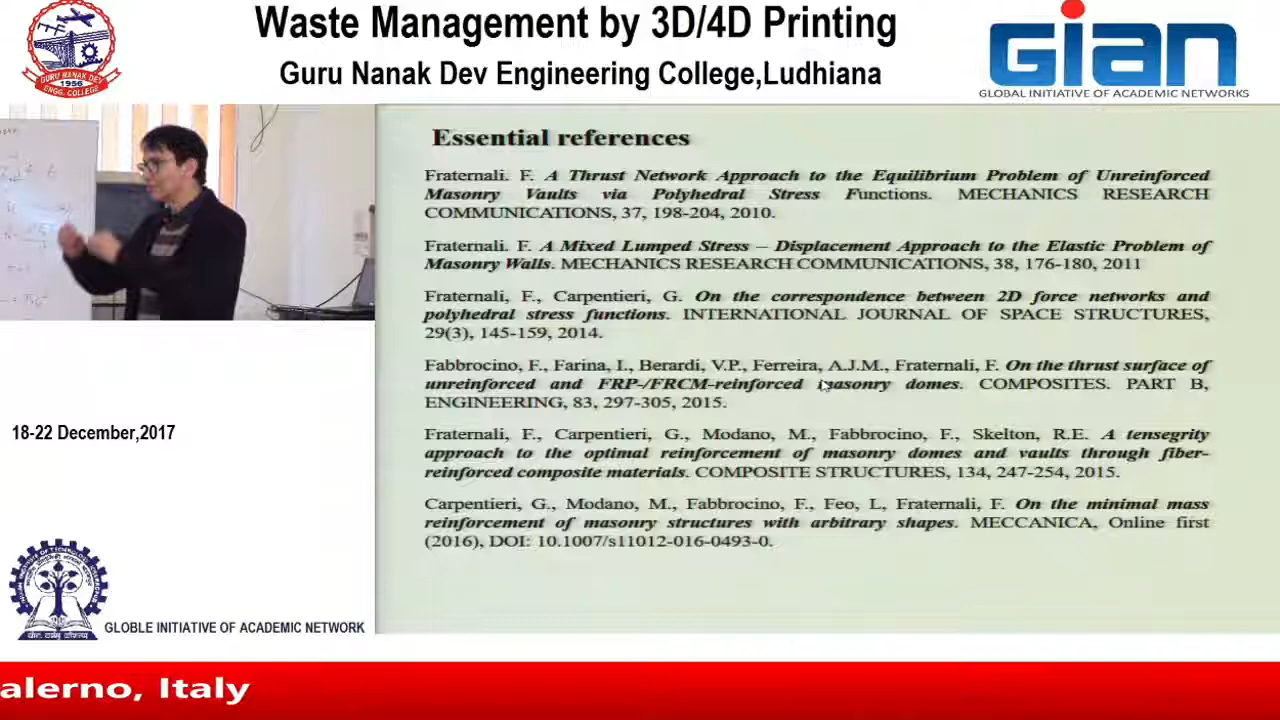 Waste Management by 3D/4D Printing
Guru Nanak Dev Engineering College,Ludhiana
GURU NANAK DEV
1956
ENGG. COLLEGE
GIAN
GLOBAL INITIATIVE OF ACADEMIC NETWORKS
Essential references
Fraternali. F. A Thrust Network Approach to the Equilibrium Problem of Unreinforced
Masonry Vaults via Polyhedral Stress Functions. MECHANICS RESEARCH
COMMUNICATIONS, 37, 198-204, 2010.
Fraternali. F. A Mixed Lumped Stress – Displacement Approach to the Elastic Problem of
Masonry Walls. MECHANICS RESEARCH COMMUNICATIONS, 38, 176-180, 2011
Fraternali, F., Carpentieri, G. On the correspondence between 2D force networks and
polyhedral stress functions. INTERNATIONAL JOURNAL OF SPACE STRUCTURES,
29(3), 145-159, 2014.
Fabbrocino, F., Farina, I., Berardi, V.P., Ferreira, A.J.M., Fraternali, F. On the thrust surface of
unreinforced and FRP-/FRCM-reinforced masonry domes. COMPOSITES. PART B,
ENGINEERING, 83, 297-305, 2015.
Fraternali, F., Carpentieri, G., Modano, M., Fabbrocino, F., Skelton, R.E. A tensegrity
approach to the optimal reinforcement of masonry domes and vaults through fiber-
reinforced composite materials. COMPOSITE STRUCTURES, 134, 247-254, 2015.
Carpentieri, G., Modano, M., Fabbrocino, F., Feo, L, Fraternali, F. On the minimal mass
reinforcement of masonry structures with arbitrary shapes. MECCANICA, Online first
(2016), DOI: 10.1007/s11012-016-0493-0.
18-22 December,2017
GLOBLE INITIATIVE OF ACADEMIC NETWORK
alerno, Italy